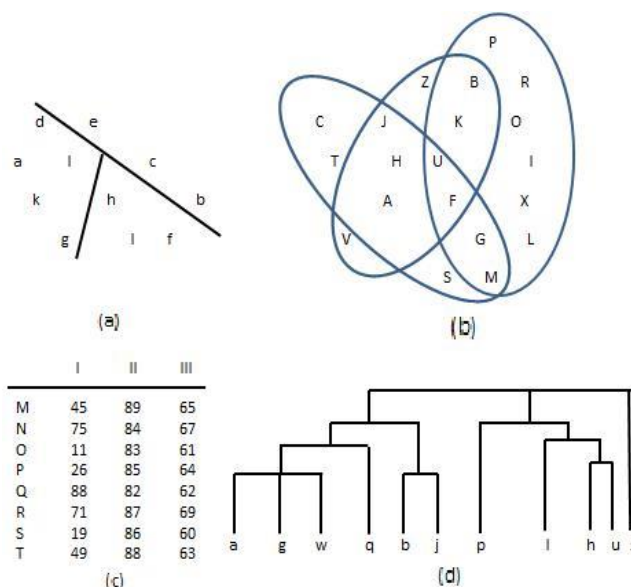 d e
a l c
k h b
g l f
(a)
P
Z B R
C J K O
T H U I
A F X
V G L
S M
(b)
I II III
M 45 89 65
N 75 84 67
O 11 83 61
P 26 85 64
Q 88 82 62
R 71 87 69
S 19 86 60
T 49 88 63
(c)
a g w q b j p l h u
(d)